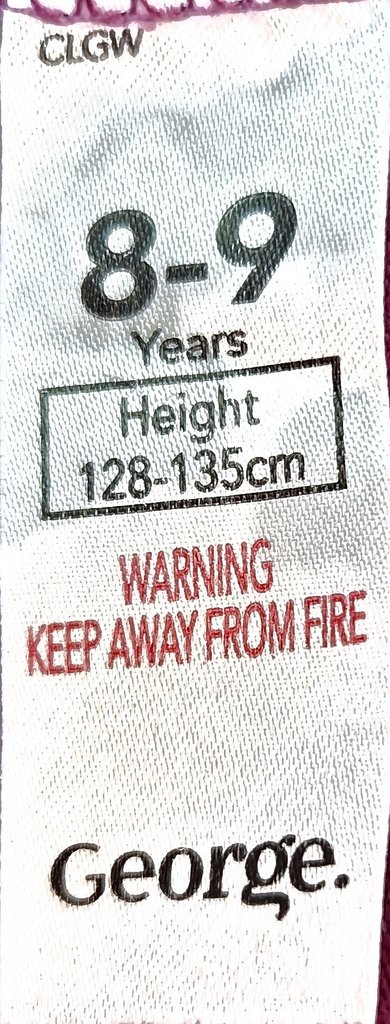 CLGW
8-9
Years
Height
128-135cm
WARNING
KEEP AWAY FROM FIRE
George.